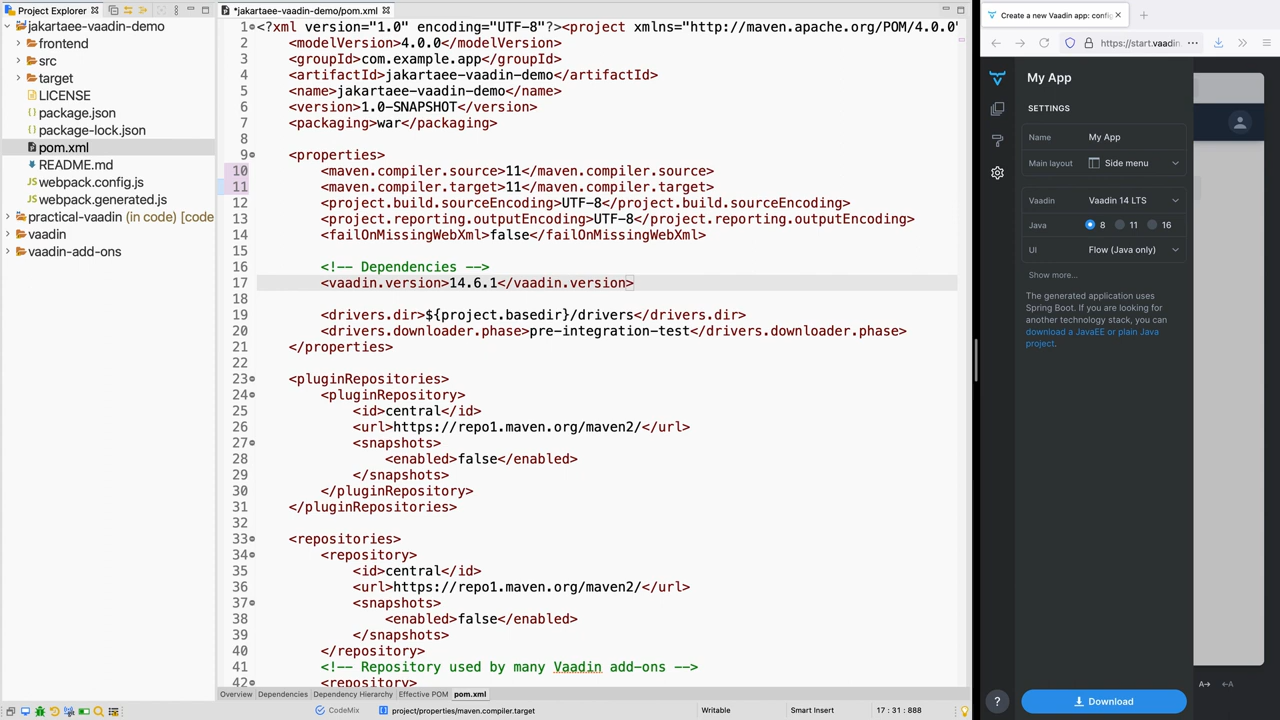 Project Explorer
jakartaee-vaadin-demo
frontend
src
target
LICENSE
package.json
package-lock.json
pom.xml
README.md
webpack.config.js
webpack.generated.js
practical-vaadin (in code) [code
vaadin
vaadin-add-ons
*jakartaee-vaadin-demo/pom.xml
1 <?xml version="1.0" encoding="UTF-8"?><project xmlns="http://maven.apache.org/POM/4.0.0"
2 <modelVersion>4.0.0</modelVersion>
3 <groupId>com.example.app</groupId>
4 <artifactId>jakartaee-vaadin-demo</artifactId>
5 <name>jakartaee-vaadin-demo</name>
6 <version>1.0-SNAPSHOT</version>
7 <packaging>war</packaging>
8
9 <properties>
10 <maven.compiler.source>11</maven.compiler.source>
11 <maven.compiler.target>11</maven.compiler.target>
12 <project.build.sourceEncoding>UTF-8</project.build.sourceEncoding>
13 <project.reporting.outputEncoding>UTF-8</project.reporting.outputEncoding>
14 <failOnMissingWebXml>false</failOnMissingWebXml>
15
16 <!-- Dependencies -->
17 <vaadin.version>14.6.1</vaadin.version>
18
19 <drivers.dir>${project.basedir}/drivers</drivers.dir>
20 <drivers.downloader.phase>pre-integration-test</drivers.downloader.phase>
21 </properties>
22
23 <pluginRepositories>
24 <pluginRepository>
25 <id>central</id>
26 <url>https://repo1.maven.org/maven2/</url>
27 <snapshots>
28 <enabled>false</enabled>
29 </snapshots>
30 </pluginRepository>
31 </pluginRepositories>
32
33 <repositories>
34 <repository>
35 <id>central</id>
36 <url>https://repo1.maven.org/maven2/</url>
37 <snapshots>
38 <enabled>false</enabled>
39 </snapshots>
40 </repository>
41 <!-- Repository used by many Vaadin add-ons -->
42 <repository>
Overview Dependencies Dependency Hierarchy Effective POM pom.xml
CodeMix project/properties/maven.compiler.target Writable Smart Insert 17 : 31 : 888
Create a new Vaadin app: config
https://start.vaadin
My App
SETTINGS
Name My App
Main layout Side menu
Vaadin Vaadin 14 LTS
Java 8 11 16
UI Flow (Java only)
Show more...
The generated application uses
Spring Boot. If you are looking for
another technology stack, you can
download a JavaEE or plain Java
project.
? Download
A→ ←A